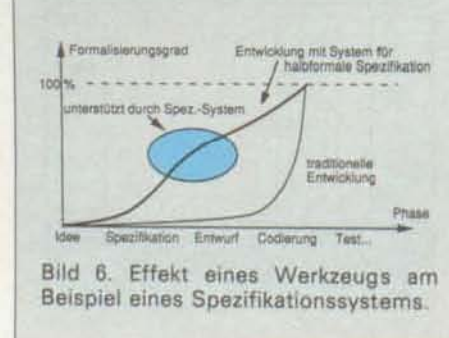 Formalisierungsgrad
Entwicklung mit System für
halbformale Spezifikation
100 %
unterstützt durch Spez.-System
traditionelle
Entwicklung
Phase
Idee Spezifikation Entwurf Codierung Test...
Bild 6. Effekt eines Werkzeugs am
Beispiel eines Spezifikationssystems.